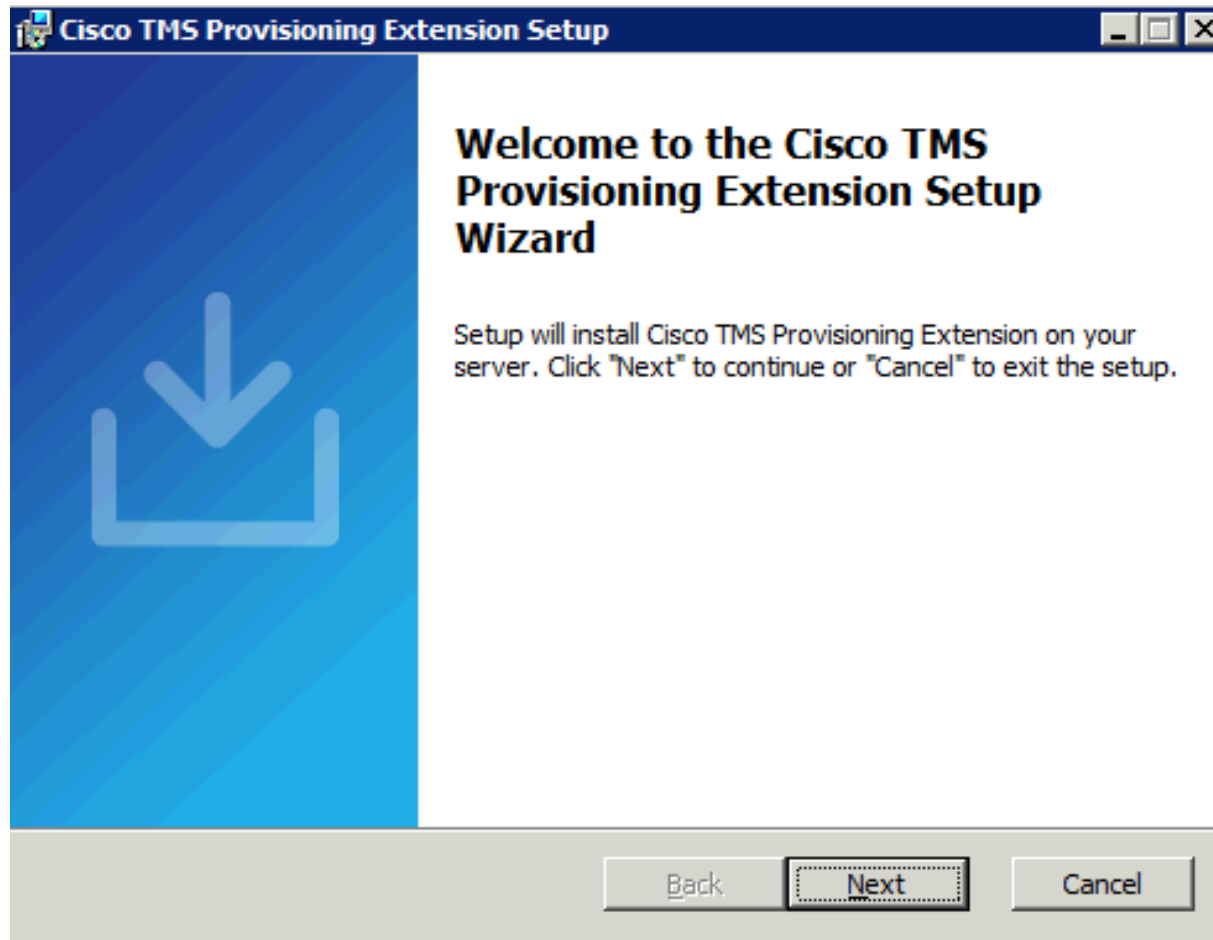 Cisco TMS Provisioning Extension Setup
Welcome to the Cisco TMS
Provisioning Extension Setup
Wizard
Setup will install Cisco TMS Provisioning Extension on your
server. Click "Next" to continue or "Cancel" to exit the setup.
Back Next Cancel